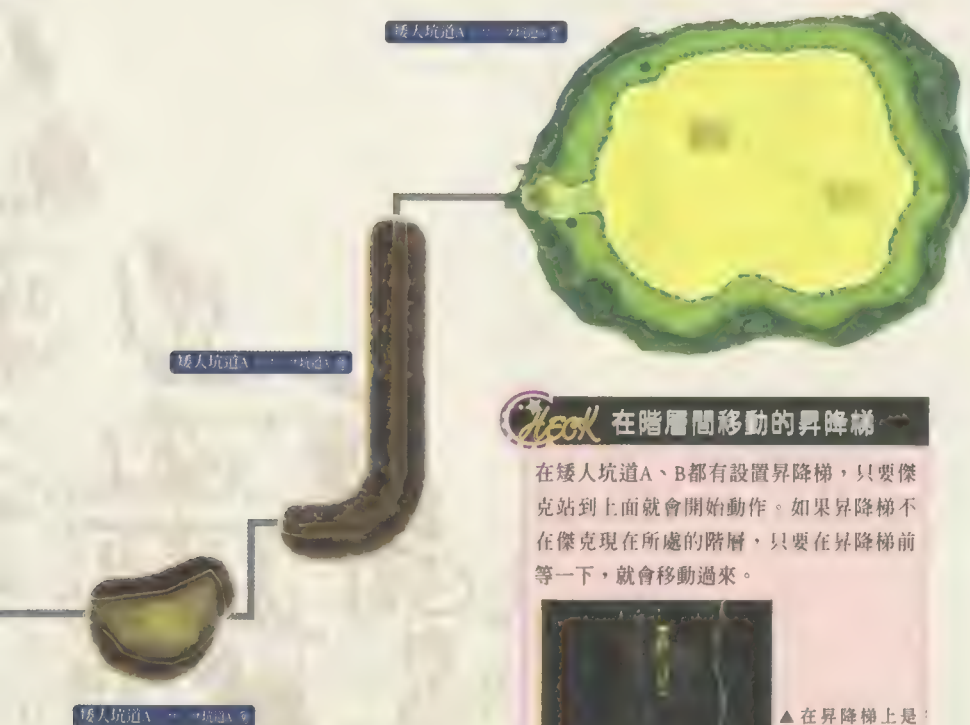 矮人坑道A
矮人坑道A
CHECK 在階層間移動的昇降梯
在矮人坑道A、B都有設置昇降梯，只要傑
克站到上面就會開始動作。如果昇降梯不
在傑克現在所處的階層，只要在昇降梯前
等一下，就會移動過來。
▲在昇降梯上是
矮人坑道A